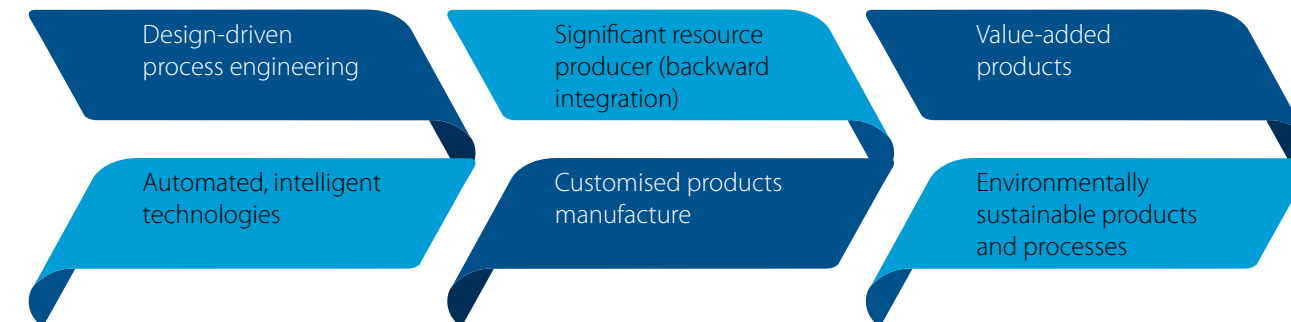 Design-driven
process engineering
Automated, intelligent
technologies
Significant resource
producer (backward
integration)
Customised products
manufacture
Value-added
products
Environmentally
sustainable products
and processes